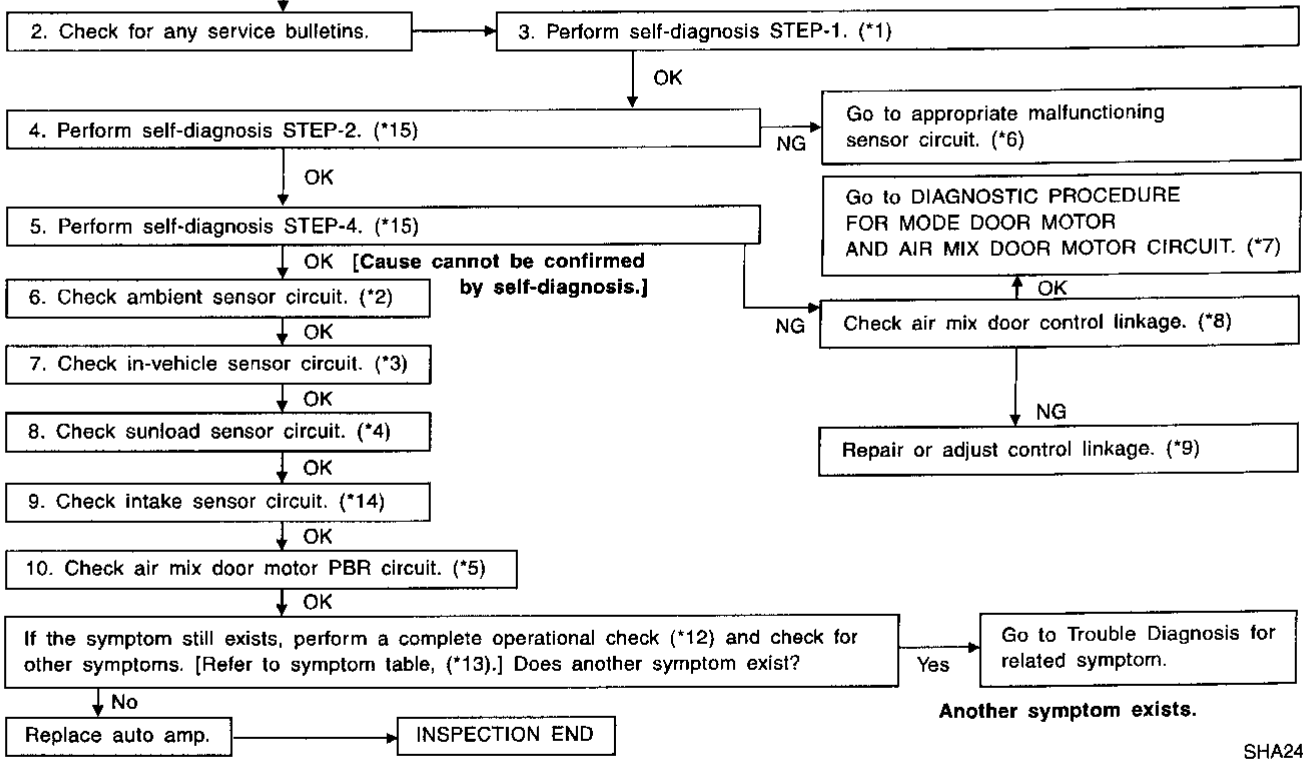 2. Check for any service bulletins.
3. Perform self-diagnosis STEP-1. (*1)
OK
4. Perform self-diagnosis STEP-2. (*15)
NG
Go to appropriate malfunctioning
sensor circuit. (*6)
OK
5. Perform self-diagnosis STEP-4. (*15)
Go to DIAGNOSTIC PROCEDURE
FOR MODE DOOR MOTOR
AND AIR MIX DOOR MOTOR CIRCUIT. (*7)
OK [Cause cannot be confirmed
by self-diagnosis.]
OK
NG
Check air mix door control linkage. (*8)
NG
Repair or adjust control linkage. (*9)
6. Check ambient sensor circuit. (*2)
OK
7. Check in-vehicle sensor circuit. (*3)
OK
8. Check sunload sensor circuit. (*4)
OK
9. Check intake sensor circuit. (*14)
OK
10. Check air mix door motor PBR circuit. (*5)
OK
If the symptom still exists, perform a complete operational check (*12) and check for
other symptoms. [Refer to symptom table, (*13).] Does another symptom exist?
Yes
Go to Trouble Diagnosis for
related symptom.
Another symptom exists.
No
Replace auto amp.
INSPECTION END
SHA24